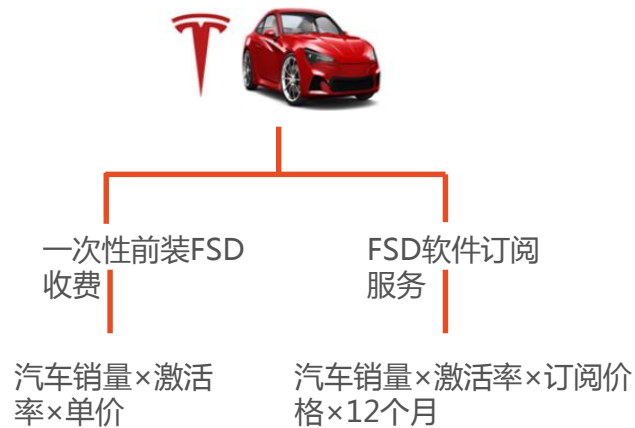 一次性前装FSD
收费
FSD软件订阅
服务
汽车销量×激活
率×单价
汽车销量×激活率×订阅价
格×12个月